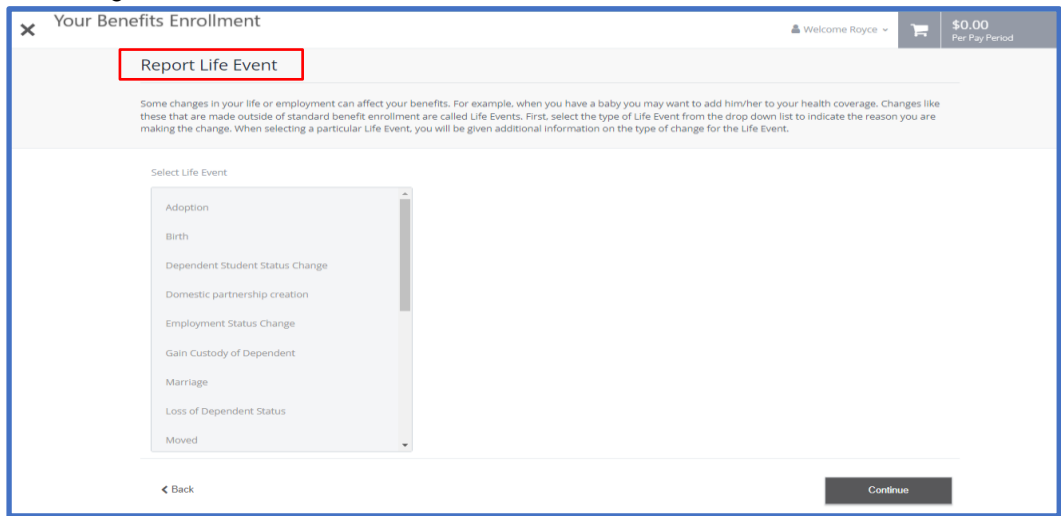 Your Benefits Enrollment
Welcome Royce
$0.00
Per Pay Period
Report Life Event
Some changes in your life or employment can affect your benefits. For example, when you have a baby you may want to add him/her to your health coverage. Changes like
these that are made outside of standard benefit enrollment are called Life Events. First, select the type of Life Event from the drop down list to indicate the reason you are
making the change. When selecting a particular Life Event, you will be given additional information on the type of change for the Life Event.
Select Life Event
Adoption
Birth
Dependent Student Status Change
Domestic partnership creation
Employment Status Change
Gain Custody of Dependent
Marriage
Loss of Dependent Status
Moved
Back
Continue